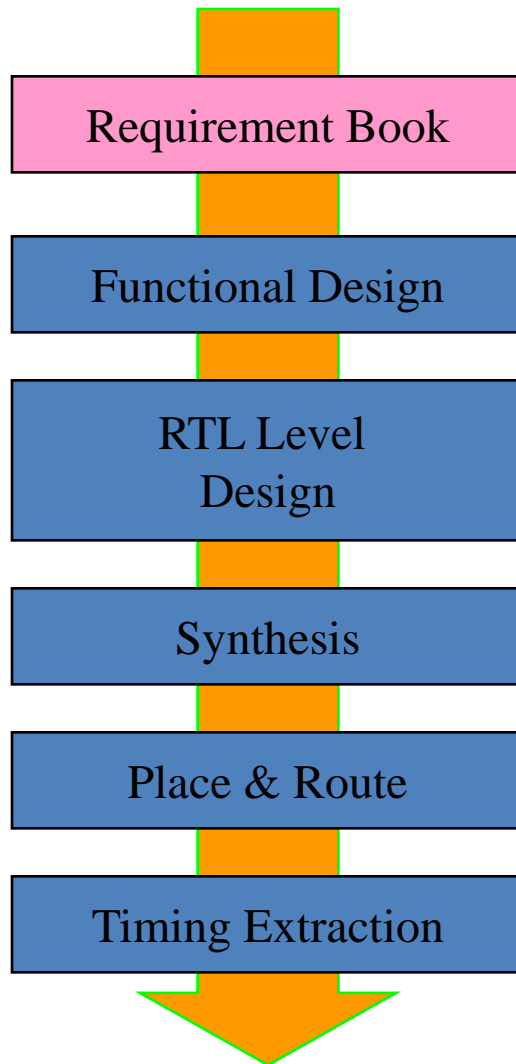 Requirement Book
Functional Design
RTL Level
Design
Synthesis
Place & Route
Timing Extraction